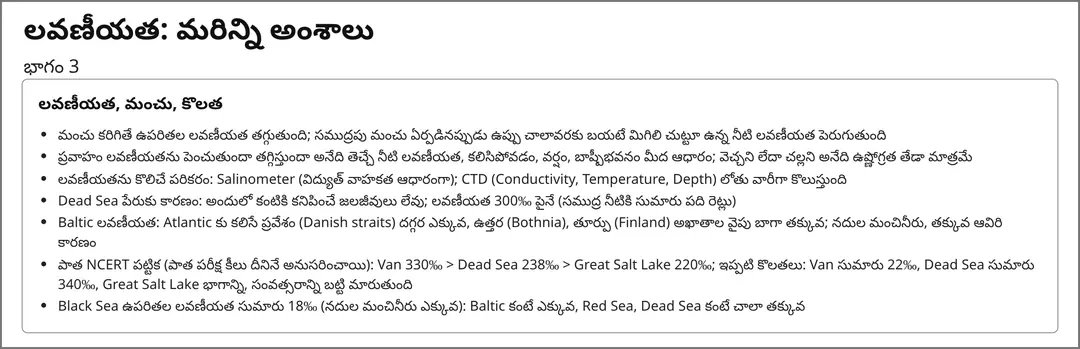 లవణీయత: మరిన్ని అంశాలు
భాగం 3
లవణీయత, మంచు, కొలత
• మంచు కరిగితే ఉపరితల లవణీయత తగ్గుతుంది; సముద్రపు మంచు ఏర్పడినప్పుడు ఉప్పు చాలావరకు బయటే మిగిలి చుట్టూ ఉన్న నీటి లవణీయత పెరుగుతుంది
• ప్రవాహం లవణీయతను పెంచుతుందా తగ్గిస్తుందా అనేది తెచ్చే నీటి లవణీయత, కలిసిపోవడం, వర్షం, బాష్పీభవనం మీద ఆధారం; వెచ్చని లేదా చల్లని అనేది ఉష్ణోగ్రత తేడా మాత్రమే
• లవణీయతను కొలిచే పరికరం: Salinometer (విద్యుత్ వాహకత ఆధారంగా); CTD (Conductivity, Temperature, Depth) లోతు వారీగా కొలుస్తుంది
• Dead Sea పేరుకు కారణం: అందులో కంటికి కనిపించే జలజీవులు లేవు; లవణీయత 300‰ పైనే (సముద్ర నీటికి సుమారు పది రెట్లు)
• Baltic లవణీయత: Atlantic కు కలిసే ప్రవేశం (Danish straits) దగ్గర ఎక్కువ, ఉత్తర (Bothnia), తూర్పు (Finland) అఖాతాల వైపు బాగా తక్కువ; నదుల మంచినీరు, తక్కువ ఆవిరి
కారణం
• పాత NCERT పట్టిక (పాత పరీక్ష కీలు దీనినే అనుసరించాయి): Van 330‰ > Dead Sea 238‰ > Great Salt Lake 220‰; ఇప్పటి కొలతలు: Van సుమారు 22‰, Dead Sea సుమారు
340‰, Great Salt Lake భాగాన్ని, సంవత్సరాన్ని బట్టి మారుతుంది
• Black Sea ఉపరితల లవణీయత సుమారు 18‰ (నదుల మంచినీరు ఎక్కువ): Baltic కంటే ఎక్కువ, Red Sea, Dead Sea కంటే చాలా తక్కువ